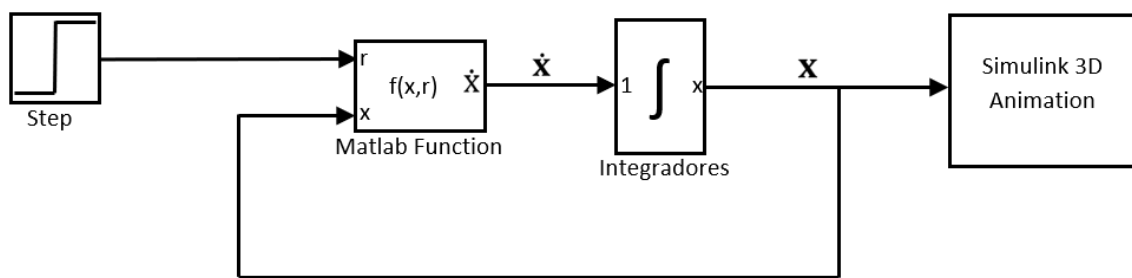 Step
r
x
f(x,r)
ẋ
Matlab Function
ẋ
1
∫
x
Integradores
x
Simulink 3D
Animation